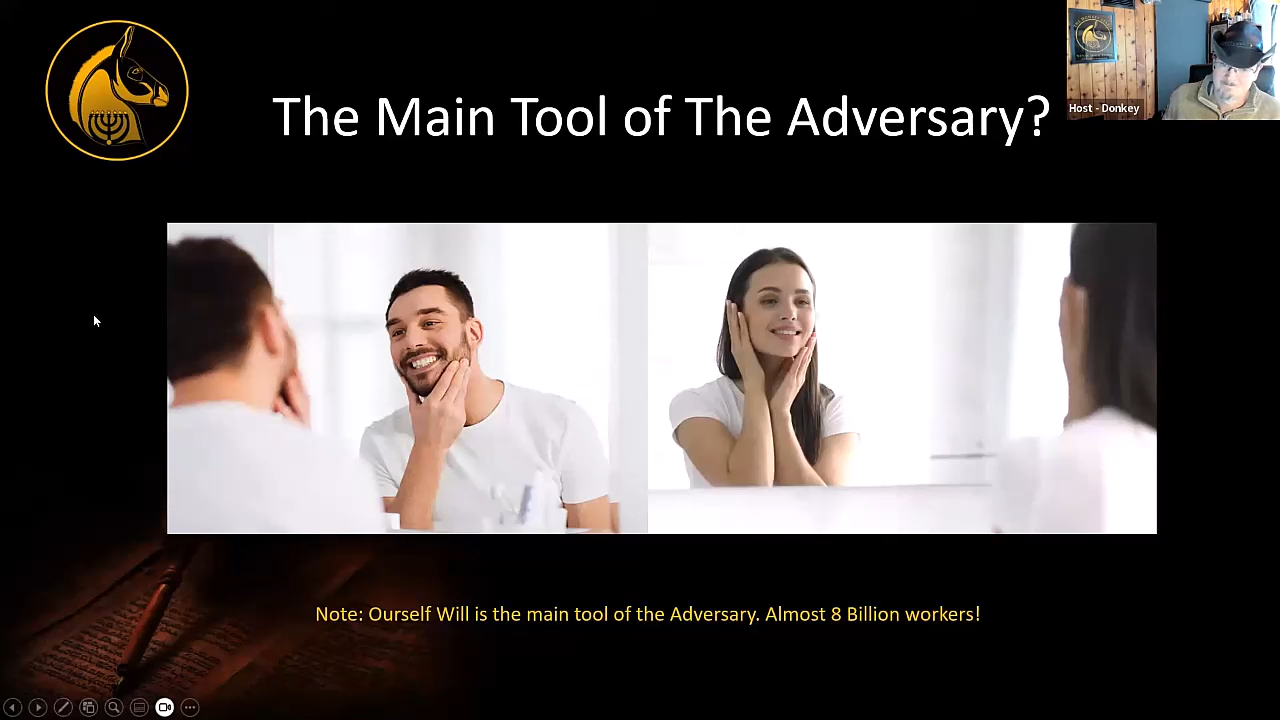 The Main Tool of The Adversary?
Host - Donkey
Note: Ourself Will is the main tool of the Adversary. Almost 8 Billion workers!